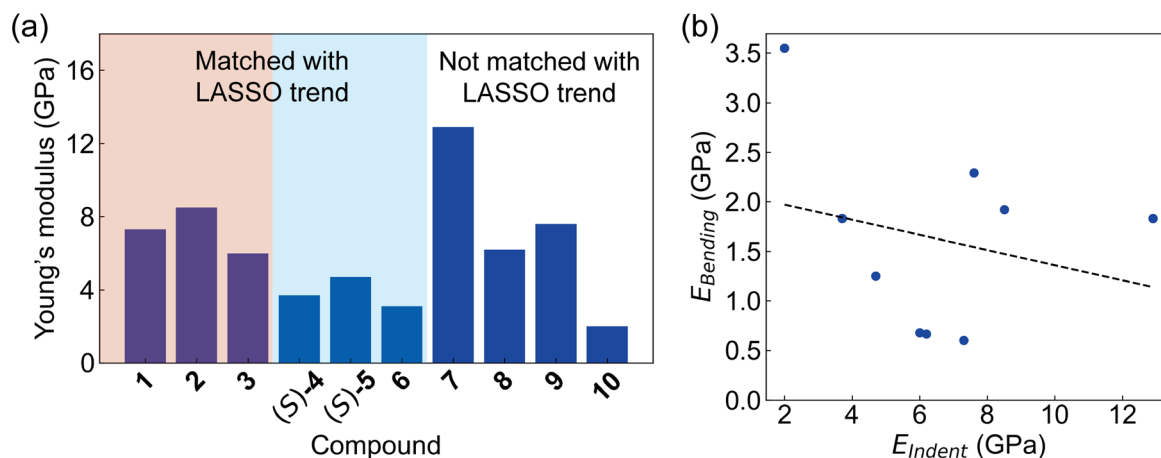 (a)
Matched with
LASSO trend
Not matched with
LASSO trend
Young's modulus (GPa)
16
12
8
4
0
1
2
3
(S)-4
(S)-5
6
7
8
9
10
Compound
(b)
E_Bending (GPa)
3.5
3.0
2.5
2.0
1.5
1.0
0.5
0.0
2
4
6
8
10
12
E_Indent (GPa)